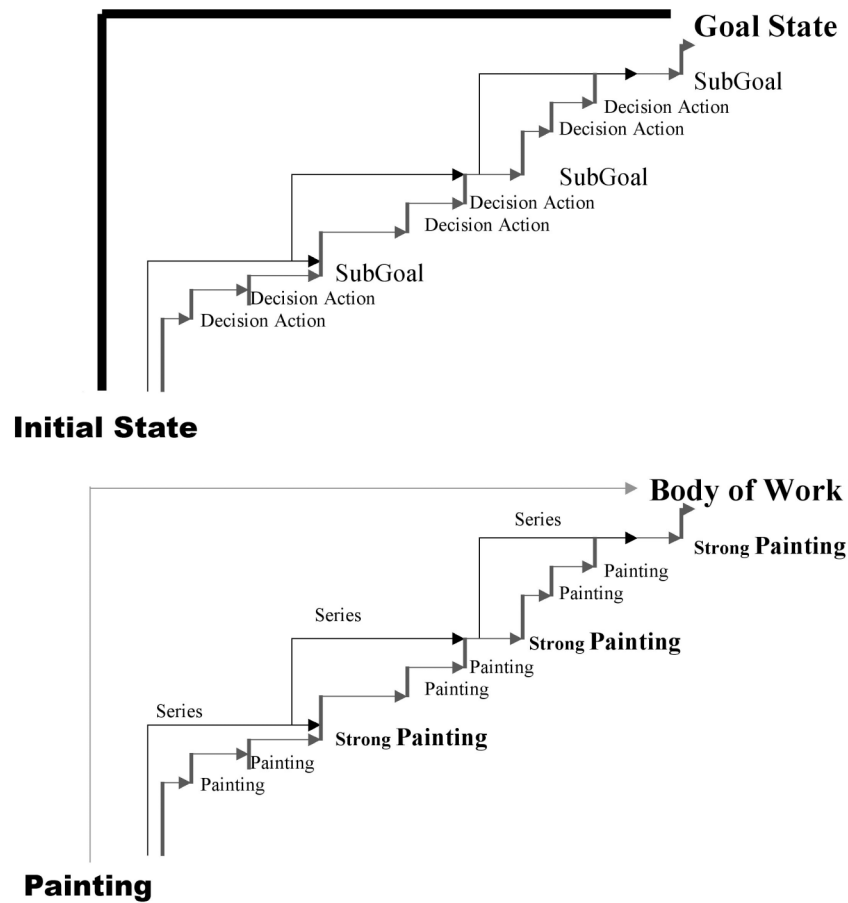 Goal State
SubGoal
Decision Action
Decision Action
SubGoal
Decision Action
Decision Action
SubGoal
Decision Action
Decision Action
Initial State
Body of Work
Series
Strong Painting
Painting
Painting
Series
Strong Painting
Painting
Painting
Series
Strong Painting
Painting
Painting
Painting